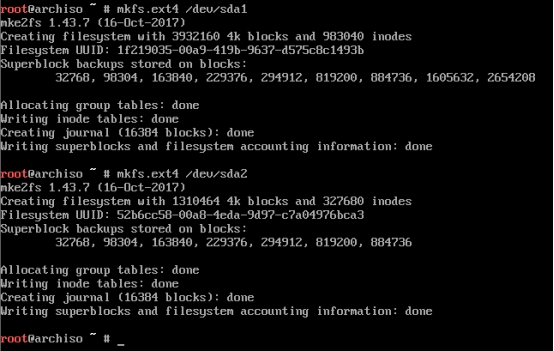 root@archiso ~ # mkfs.ext4 /dev/sda1
mke2fs 1.43.7 (16-Oct-2017)
Creating filesystem with 3932160 4k blocks and 983040 inodes
Filesystem UUID: 1f219035-00a9-419b-9637-d575c8c1493b
Superblock backups stored on blocks:
        32768, 98304, 163840, 229376, 294912, 819200, 884736, 1605632, 2654208

Allocating group tables: done
Writing inode tables: done
Creating journal (16384 blocks): done
Writing superblocks and filesystem accounting information: done

root@archiso ~ # mkfs.ext4 /dev/sda2
mke2fs 1.43.7 (16-Oct-2017)
Creating filesystem with 1310464 4k blocks and 327680 inodes
Filesystem UUID: 52b6cc58-00a8-4eda-9d97-c7a04976bca3
Superblock backups stored on blocks:
        32768, 98304, 163840, 229376, 294912, 819200, 884736

Allocating group tables: done
Writing inode tables: done
Creating journal (16384 blocks): done
Writing superblocks and filesystem accounting information: done

root@archiso ~ # _